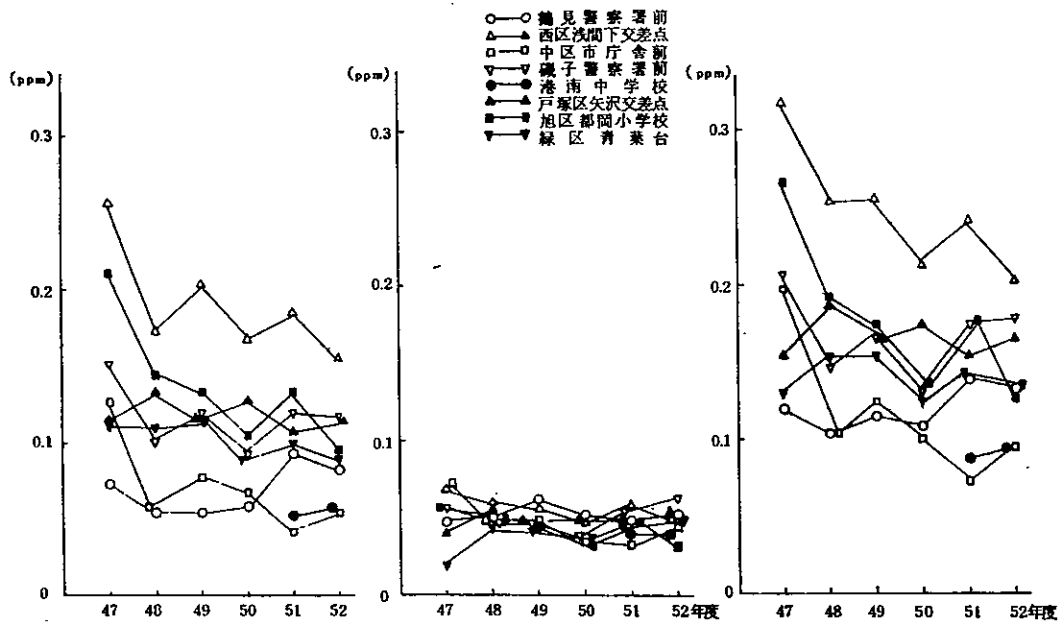 鶴見警察署前
西区浅間下交差点
中区市庁舎前
磯子警察署前
港南中学校
戸塚区矢沢交差点
旭区都岡小学校
緑区青葉台
(ppm)
0.3
0.2
0.1
0
47 48 49 50 51 52
(ppm)
0.3
0.2
0.1
0
47 48 49 50 51 52年度
(ppm)
0.3
0.2
0.1
0
47 48 49 50 51 52年度